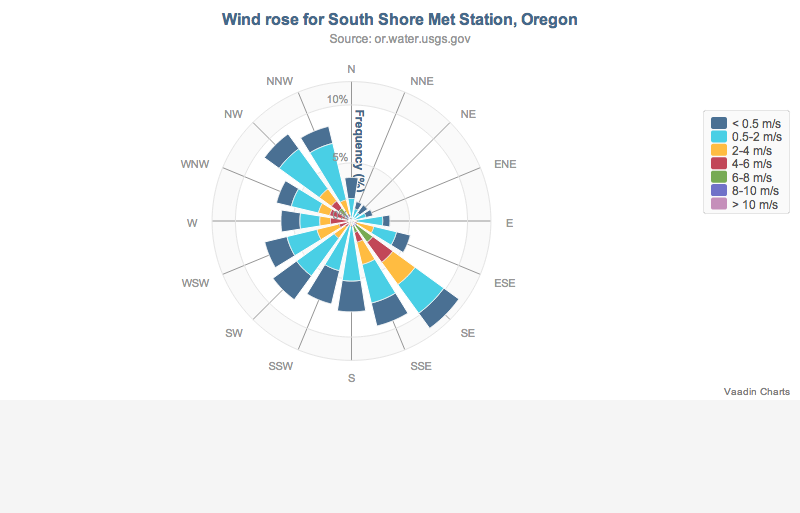 Wind rose for South Shore Met Station, Oregon
Source: or.water.usgs.gov
N
NNW
NNE
10%
NW
NE
Frequency (%)
5%
WNW
ENE
W
E
WSW
ESE
SW
SE
SSW
SSE
S
< 0.5 m/s
0.5-2 m/s
2-4 m/s
4-6 m/s
6-8 m/s
8-10 m/s
> 10 m/s
Vaadin Charts